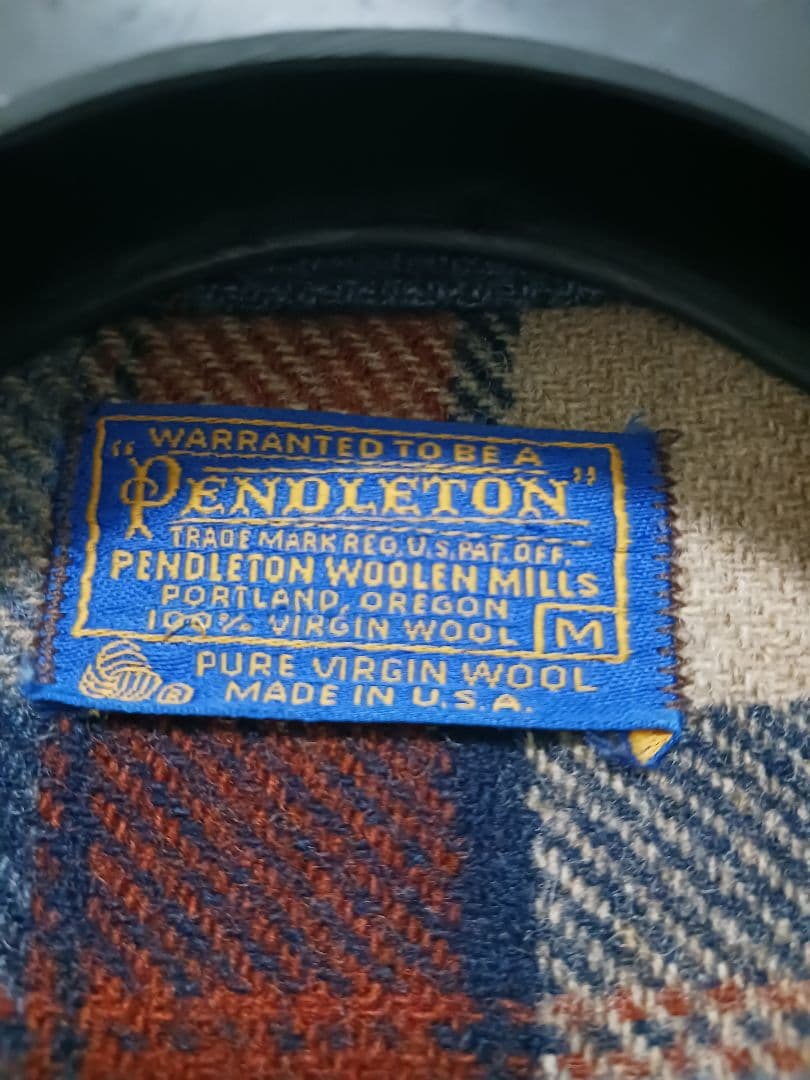 WARRANTED TO BE A
"PENDLETON"
TRADE MARK REG. U.S. PAT. OFF.
PENDLETON WOOLEN MILLS
PORTLAND, OREGON
100% VIRGIN WOOL M
PURE VIRGIN WOOL
® MADE IN U.S.A.